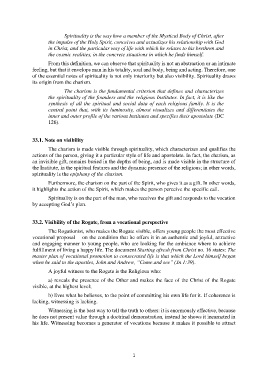 Spirituality is the way how a member of the Mystical Body of Christ, after
the impulse of the Holy Spirit, conceives and actualizes his relationship with God
in Christ, and the particular way of life with which he relates to his brethren and
the cosmic realities, in the concrete situations in which he finds himself.
From this definition, we can observe that spirituality is not an abstraction or an intimate
feeling, but that it envelops man in his totality, soul and body, being and acting. Therefore, one
of the essential notes of spirituality is not only interiority but also visibility. Spirituality draws
its origin from the charism.
The charism is the fundamental criterion that defines and characterizes
the spirituality of the founders and the religious Institutes. In fact, it is like the
synthesis of all the spiritual and social data of each religious family. It is the
central point that, with its luminosity, almost visualizes and differentiates the
inner and outer profile of the various Institutes and specifies their apostolate (DC
128).
33.1. Note on visibility
The charism is made visible through spirituality, which characterizes and qualifies the
actions of the person, giving it a particular style of life and apostolate. In fact, the charism, as
an invisible gift, remains buried in the depths of being, and is made visible in the structure of
the Institute, in the spiritual features and the dynamic presence of the religious; in other words,
spirituality is the epiphany of the charism.
Furthermore, the charism on the part of the Spirit, who gives it as a gift. In other words,
it highlights the action of the Spirit, which makes the person perceive the specific call.
Spirituality is on the part of the man, who receives the gift and responds to the vocation
by accepting God's plan.
33.2. Visibility of the Rogate, from a vocational perspective
The Rogationist, who makes the Rogate visible, offers young people the most effective
vocational proposal – on the condition that he offers it in an authentic and joyful, attractive
and engaging manner to young people, who are looking for the ambience where to achieve
fulfillment of living a happy life. The document Starting afresh from Christ no. 16 states: The
master plan of vocational promotion to consecrated life is that which the Lord himself began
when he said to the apostles, John and Andrew, "Come and see" (Jn 1:39).
A joyful witness to the Rogate is the Religious who:
a) reveals the presence of the Other and makes the face of the Christ of the Rogate
visible, at the highest level;
b) lives what he believes, to the point of committing his own life for it. If coherence is
lacking, witnessing is lacking.
Witnessing is the best way to tell the truth to others: it is enormously effective, because
he does not present value through a doctrinal demonstration, instead he shows it incarnated in
his life. Witnessing becomes a generator of vocations because it makes it possible to attract